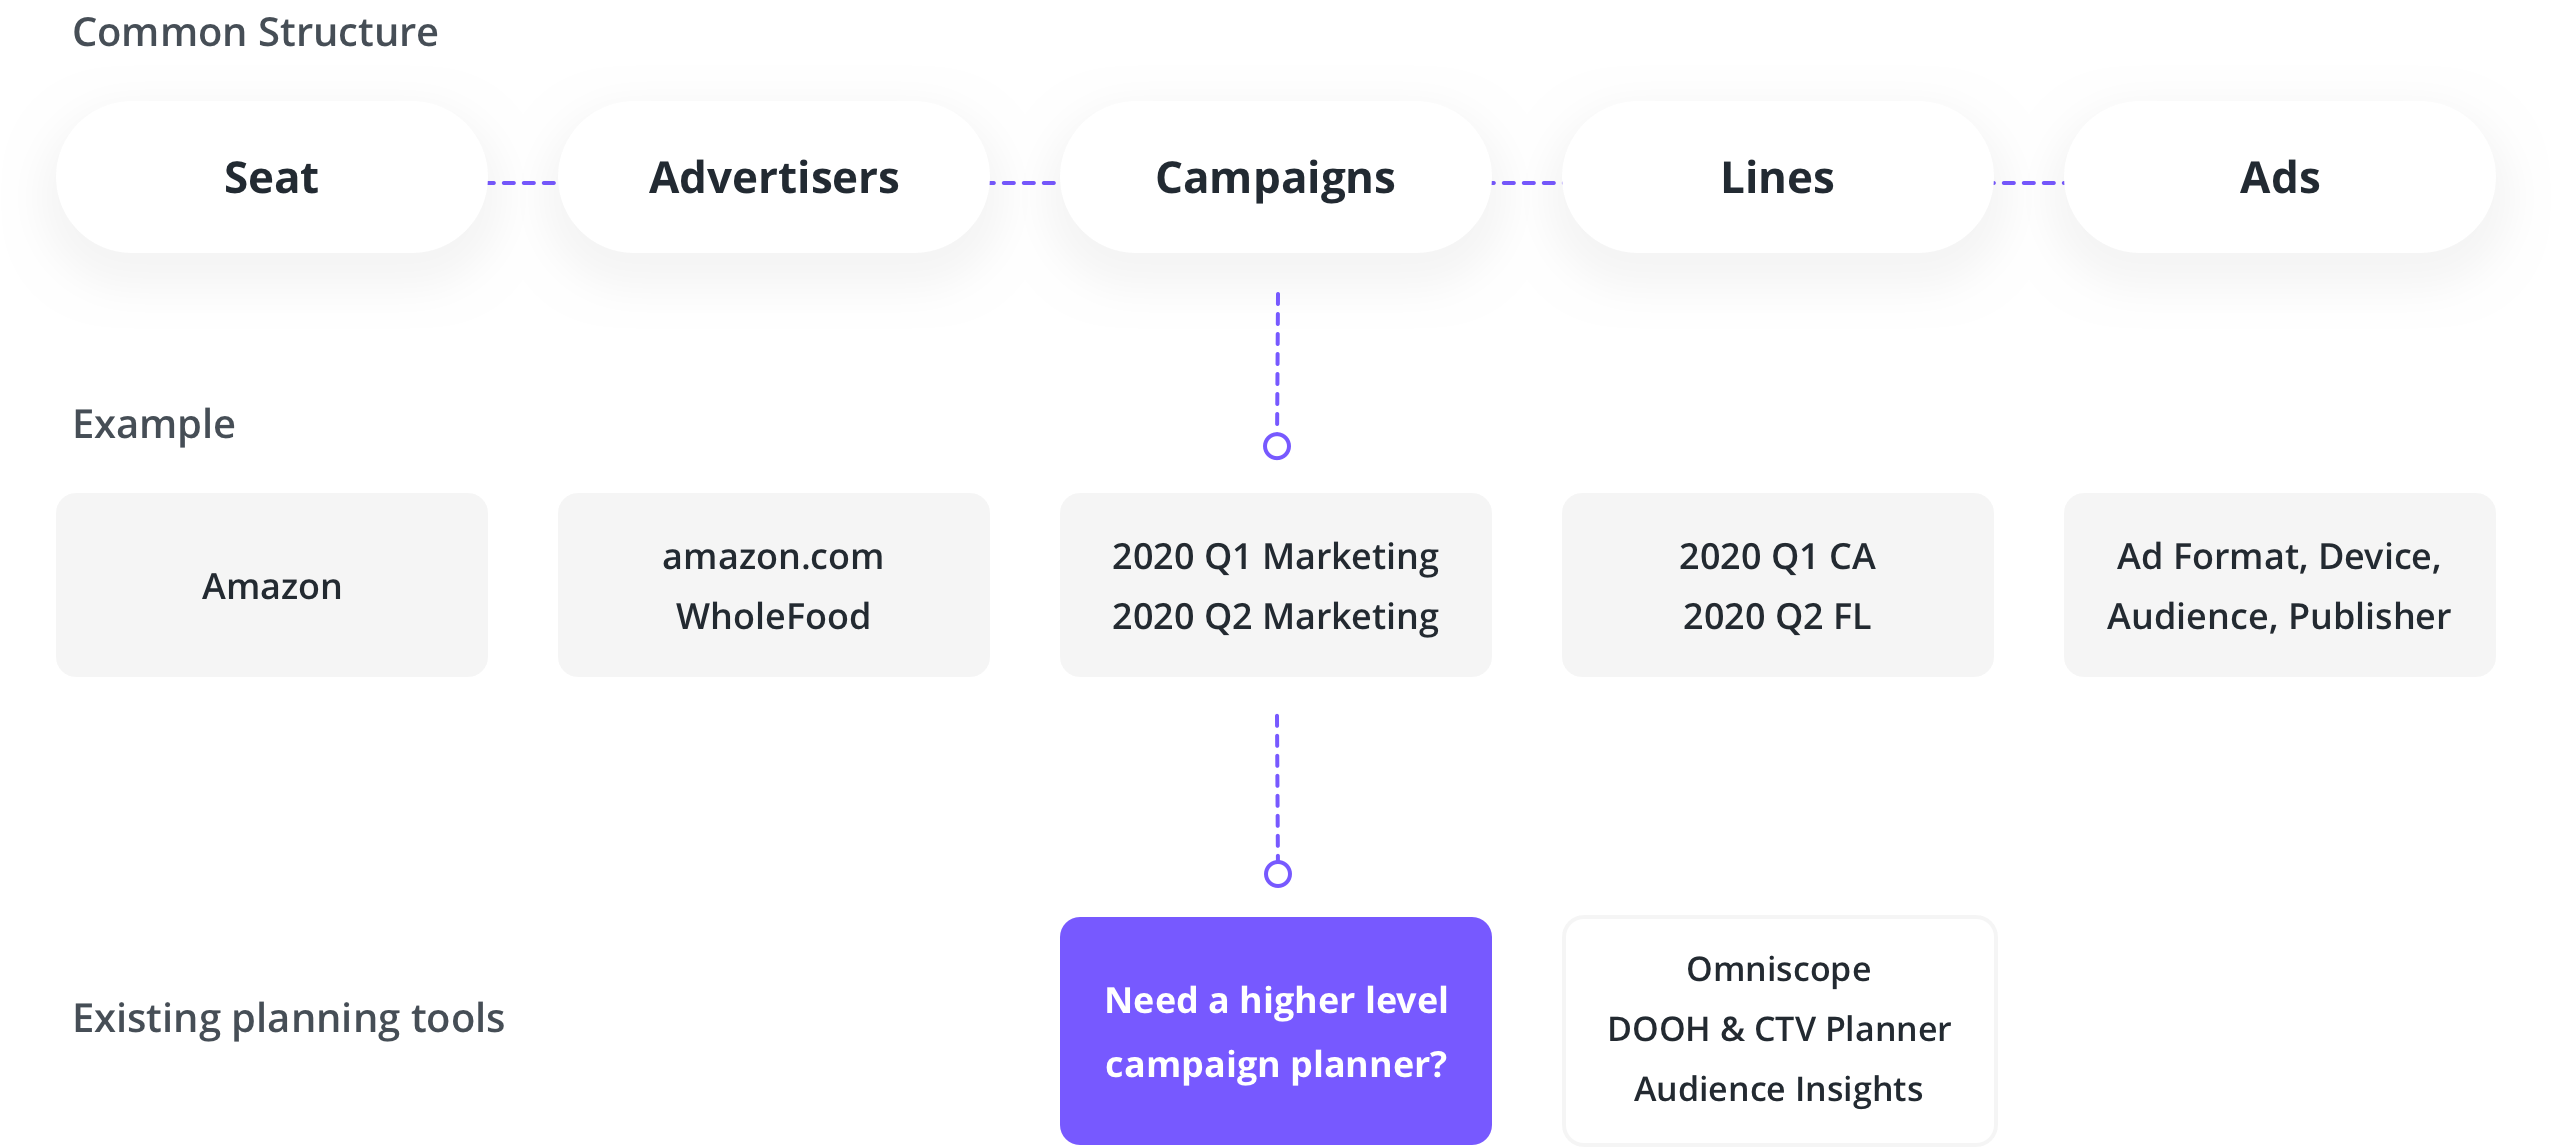 Common Structure
Seat
Advertisers
Campaigns
Lines
Ads
Example
Amazon
amazon.com
WholeFood
2020 Q1 Marketing
2020 Q2 Marketing
2020 Q1 CA
2020 Q2 FL
Ad Format, Device,
Audience, Publisher
Existing planning tools
Need a higher level
campaign planner?
Omniscope
DOOH & CTV Planner
Audience Insights